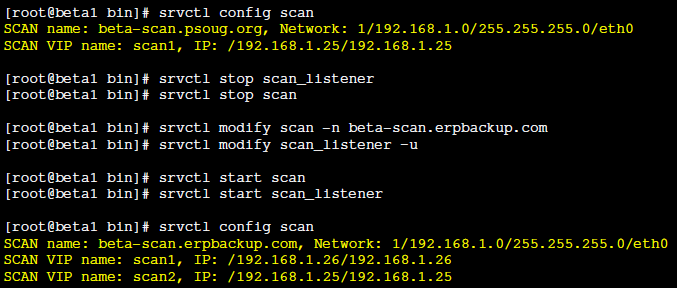 [root@beta1 bin]# srvctl config scan
SCAN name: beta-scan.psoug.org, Network: 1/192.168.1.0/255.255.255.0/eth0
SCAN VIP name: scan1, IP: /192.168.1.25/192.168.1.25
[root@beta1 bin]# srvctl stop scan_listener
[root@beta1 bin]# srvctl stop scan
[root@beta1 bin]# srvctl modify scan -n beta-scan.erpbackup.com
[root@beta1 bin]# srvctl modify scan_listener -u
[root@beta1 bin]# srvctl start scan
[root@beta1 bin]# srvctl start scan_listener
[root@beta1 bin]# srvctl config scan
SCAN name: beta-scan.erpbackup.com, Network: 1/192.168.1.0/255.255.255.0/eth0
SCAN VIP name: scan1, IP: /192.168.1.26/192.168.1.26
SCAN VIP name: scan2, IP: /192.168.1.25/192.168.1.25